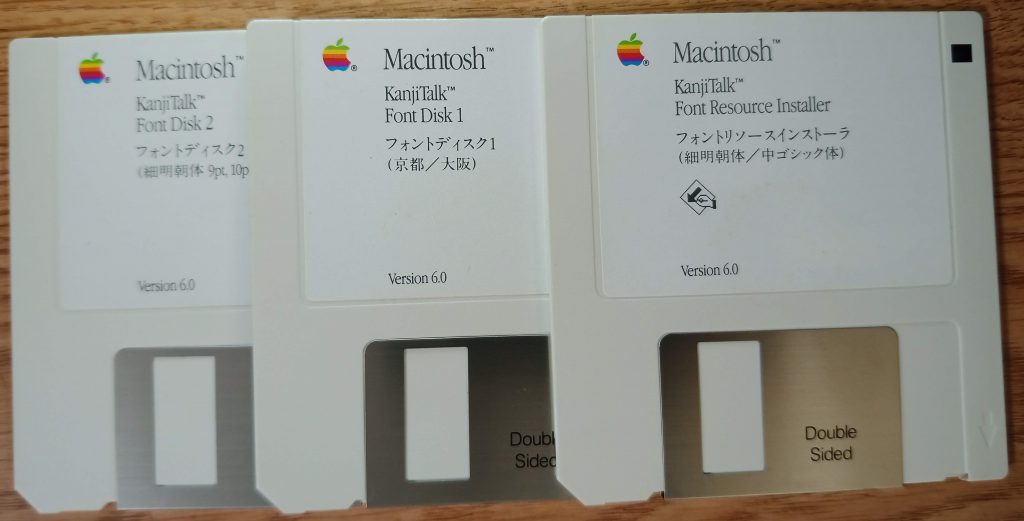 Macintosh™
KanjiTalk™
Font Disk 2
フォントディスク2
(細明朝体 9pt, 10p
Version 6.0
Macintosh™
KanjiTalk™
Font Disk 1
フォントディスク1
(京都／大阪)
Version 6.0
Double
Sided
Macintosh™
KanjiTalk™
Font Resource Installer
フォントリソースインストーラ
(細明朝体／中ゴシック体)
Version 6.0
Double
Sided